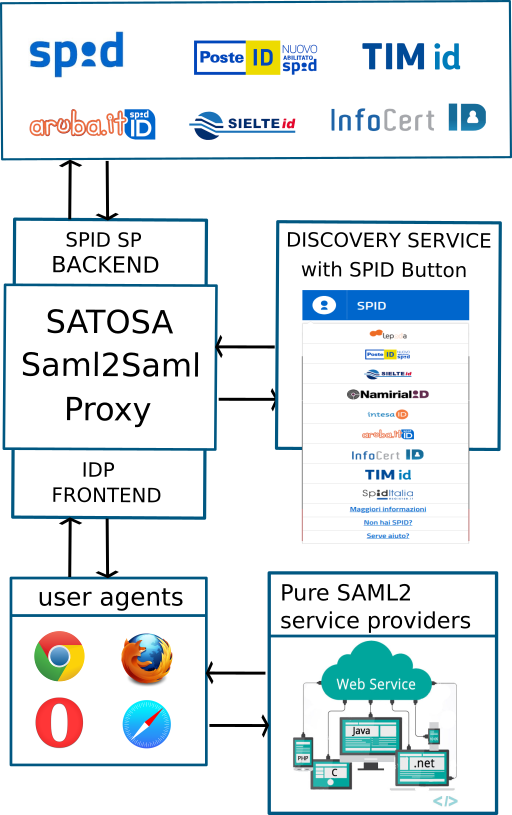 spid
Poste ID NUOVO
ABILITATO
spid
TIM id
aruba.it spid
ID
SIELTE id
InfoCert ID
SPID SP
BACKEND
SATOSA
Saml2Saml
Proxy
IDP
FRONTEND
DISCOVERY SERVICE
with SPID Button
SPID
lepida
Poste ID NUOVO
spid
SIELTE id
Namirial ID
intesa ID
aruba.it ID
InfoCert ID
TIM id
SpidItalia
Maggiori informazioni
Non hai SPID?
Serve aiuto?
user agents
Pure SAML2
service providers
Web Service
Java
PHP
C
.net
</>